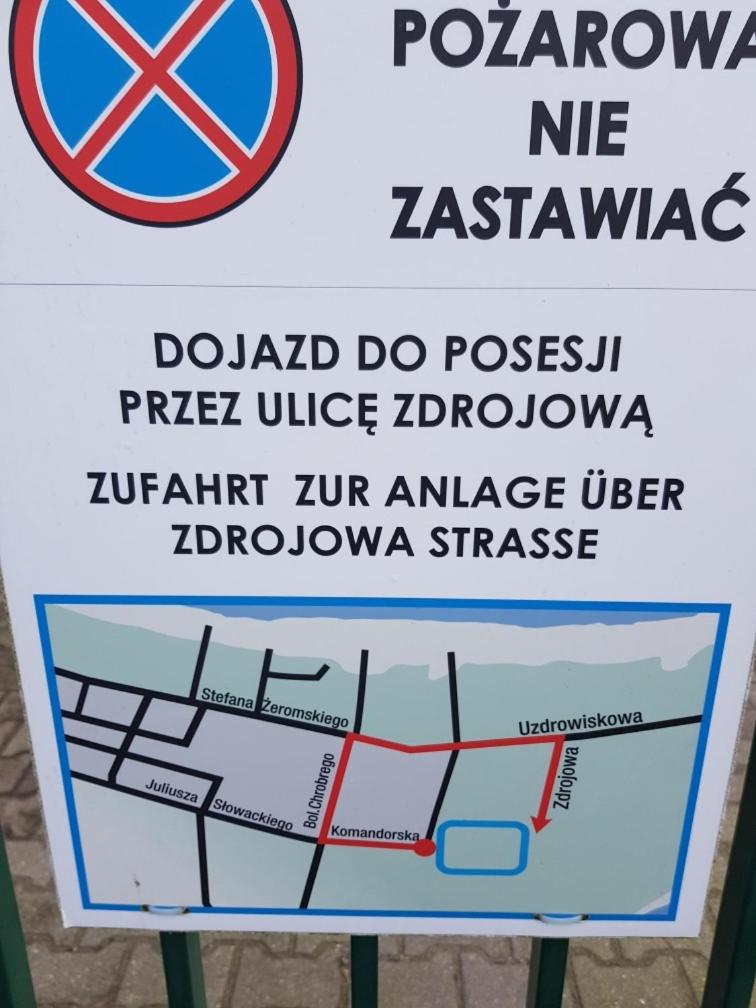 POŻAROWA
NIE
ZASTAWIAĆ
DOJAZD DO POSESJI
PRZEZ ULICĘ ZDROJOWĄ
ZUFAHRT ZUR ANLAGE ÜBER
ZDROJOWA STRASSE
Stefana Żeromskiego
Uzdrowiskowa
Zdrojowa
Bol.Chrobrego
Juliusza Słowackiego
Komandorska